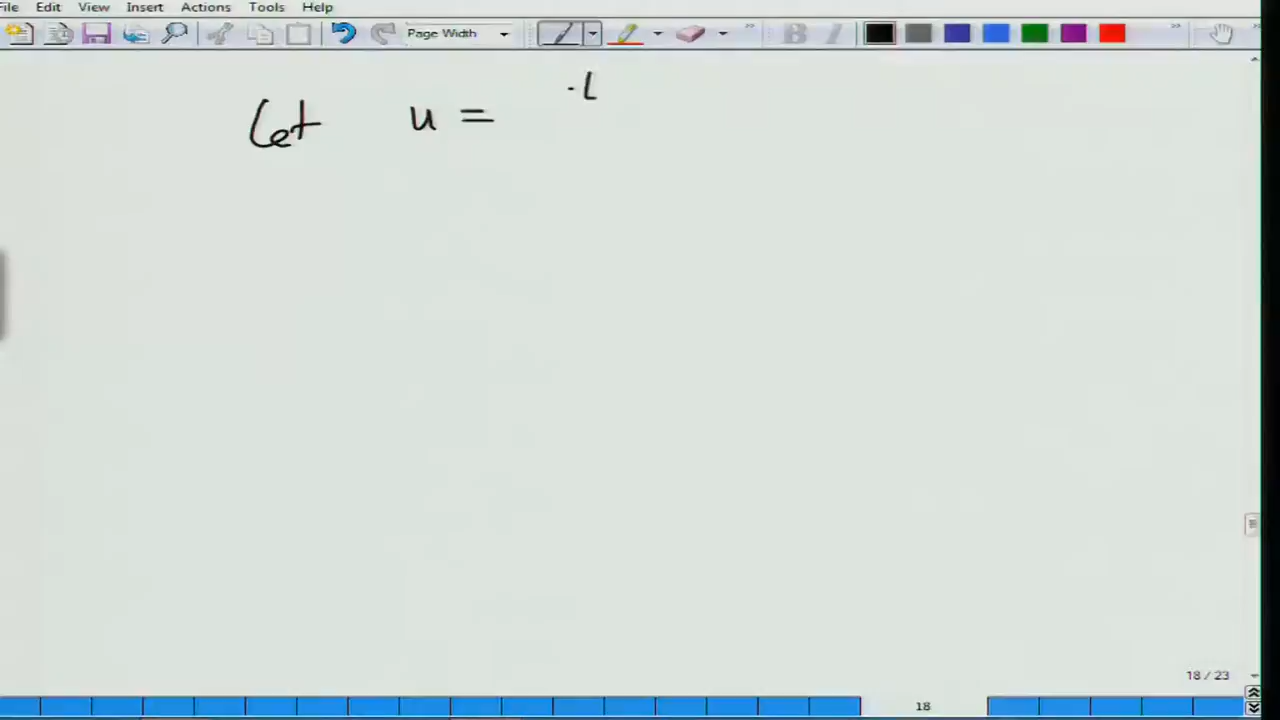 File Edit View Insert Actions Tools Help
Page Width
Let u =
18 / 23
18